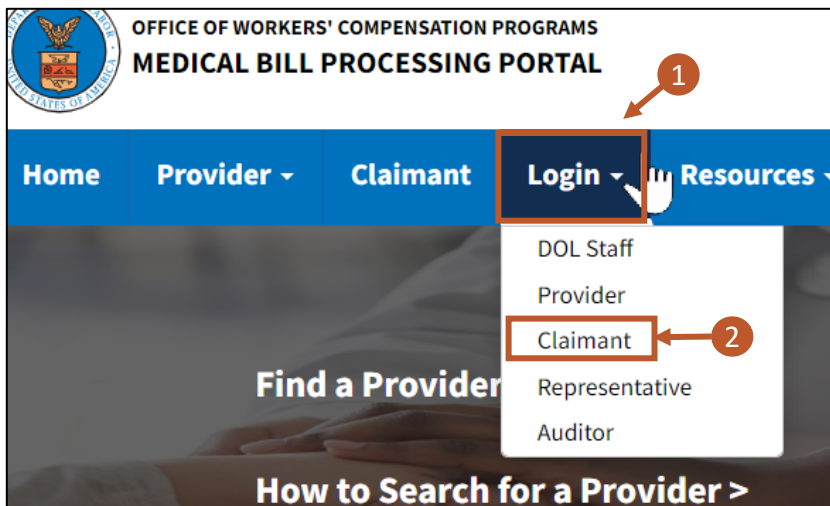 OFFICE OF WORKERS' COMPENSATION PROGRAMS
MEDICAL BILL PROCESSING PORTAL
1
Home Provider Claimant Login Resources
DOL Staff
Provider
Claimant 2
Find a Provider
Representative
Auditor
How to Search for a Provider >